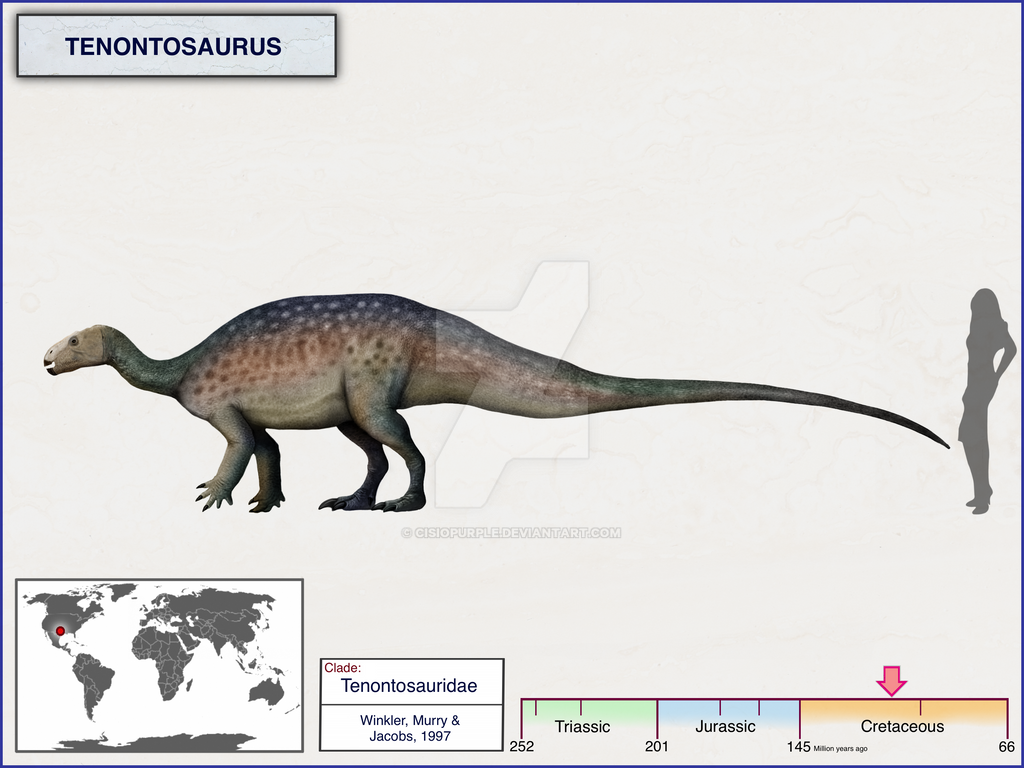 TENONTOSAURUS
© CISIOPURPLE.DEVIANTART.COM
Clade:
Tenontosauridae
Winkler, Murry &
Jacobs, 1997
Triassic
Jurassic
Cretaceous
252
201
145 Million years ago
66